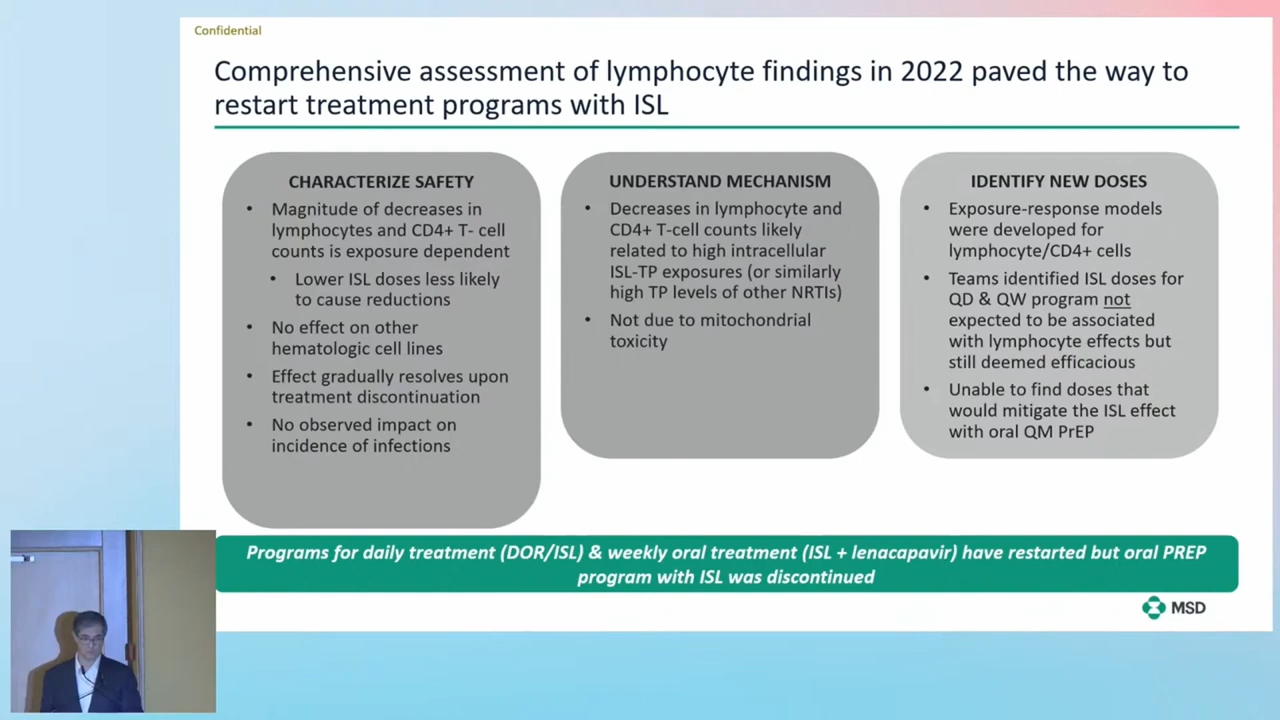 Confidential
Comprehensive assessment of lymphocyte findings in 2022 paved the way to
restart treatment programs with ISL
CHARACTERIZE SAFETY
• Magnitude of decreases in
lymphocytes and CD4+ T- cell
counts is exposure dependent
• Lower ISL doses less likely
to cause reductions
• No effect on other
hematologic cell lines
• Effect gradually resolves upon
treatment discontinuation
• No observed impact on
incidence of infections
UNDERSTAND MECHANISM
• Decreases in lymphocyte and
CD4+ T-cell counts likely
related to high intracellular
ISL-TP exposures (or similarly
high TP levels of other NRTIs)
• Not due to mitochondrial
toxicity
IDENTIFY NEW DOSES
• Exposure-response models
were developed for
lymphocyte/CD4+ cells
• Teams identified ISL doses for
QD & QW program not
expected to be associated
with lymphocyte effects but
still deemed efficacious
• Unable to find doses that
would mitigate the ISL effect
with oral QM PrEP
Programs for daily treatment (DOR/ISL) & weekly oral treatment (ISL + lenacapavir) have restarted but oral PREP
program with ISL was discontinued
MSD